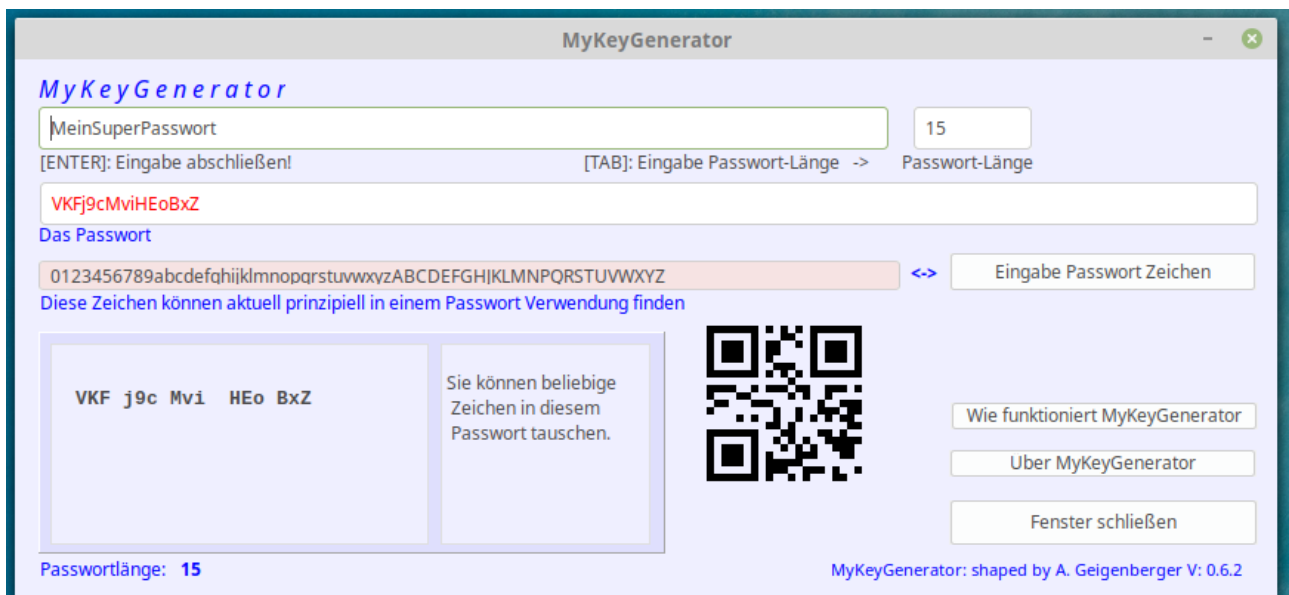 MyKeyGenerator
MyKeyGenerator
MeinSuperPasswort 15
[ENTER]: Eingabe abschließen! [TAB]: Eingabe Passwort-Länge -> Passwort-Länge
VKFj9cMviHEoBxZ
Das Passwort
0123456789abcdefghijklmnopqrstuvwxyzABCDEFGHIJKLMNPQRSTUVWXYZ <-> Eingabe Passwort Zeichen
Diese Zeichen können aktuell prinzipiell in einem Passwort Verwendung finden
VKF j9c Mvi HEo BxZ
Sie können beliebige
Zeichen in diesem
Passwort tauschen.
Wie funktioniert MyKeyGenerator
Über MyKeyGenerator
Fenster schließen
Passwortlänge: 15
MyKeyGenerator: shaped by A. Geigenberger V: 0.6.2